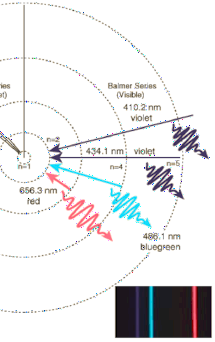 Balmer Series
(Visible)
410.2 nm
violet
n=2
434.1 nm violet
n=1
n=4
n=5
656.3 nm
red
486.1 nm
bluegreen